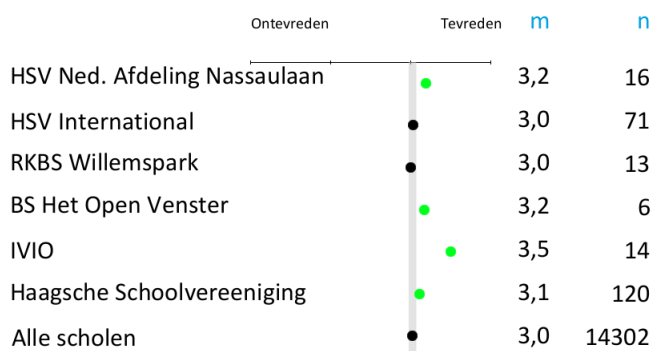 Ontevreden Tevreden m n
HSV Ned. Afdeling Nassaulaan 3,2 16
HSV International 3,0 71
RKBS Willemspark 3,0 13
BS Het Open Venster 3,2 6
IVIO 3,5 14
Haagsche Schoolvereeniging 3,1 120
Alle scholen 3,0 14302